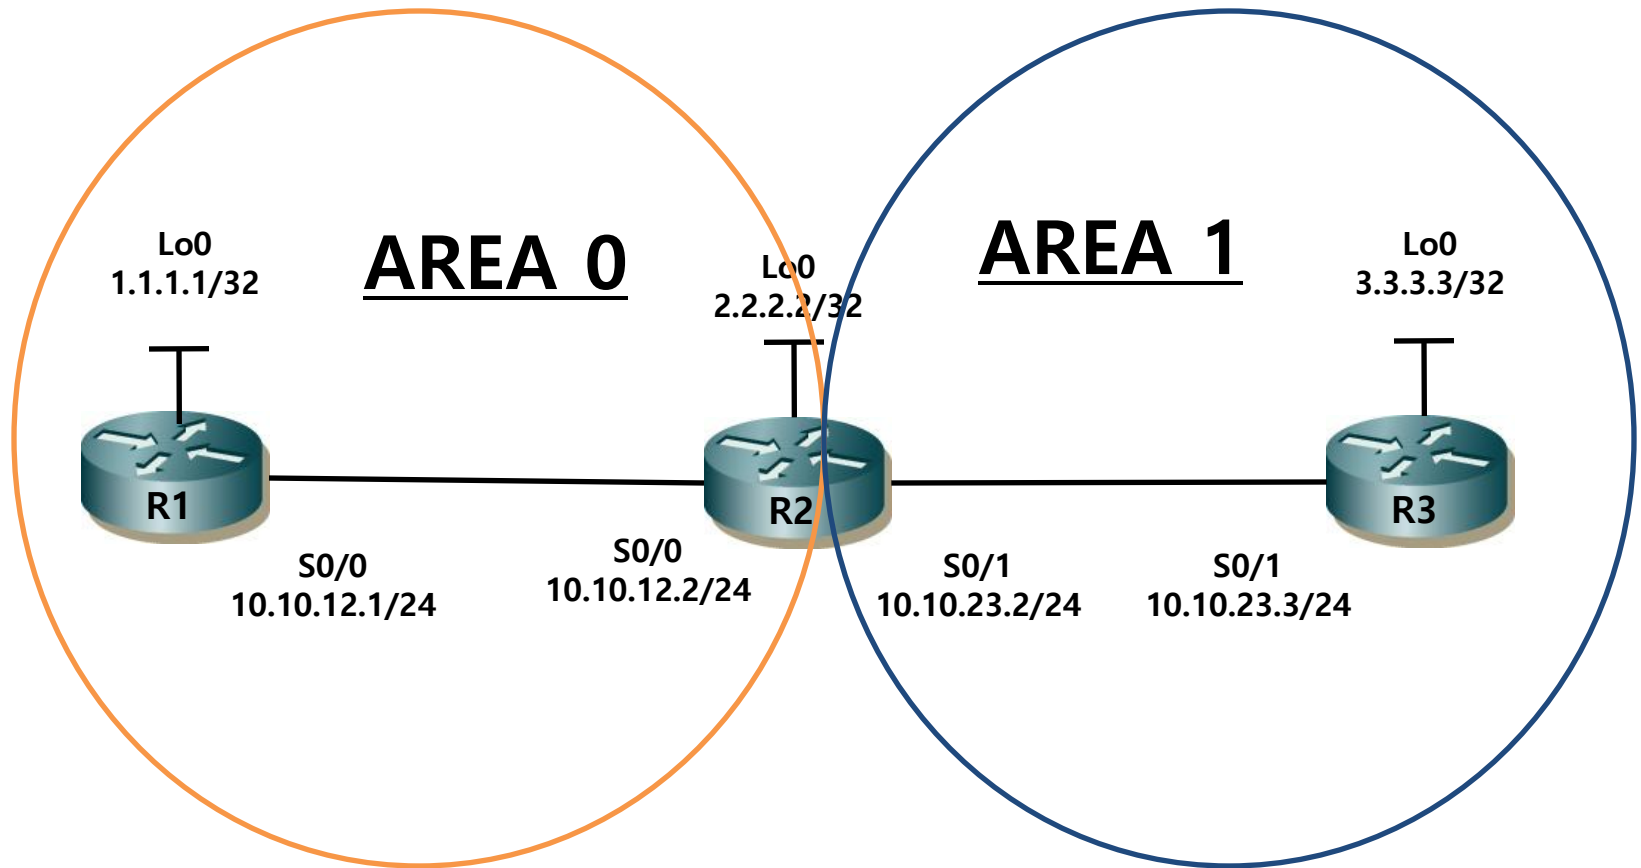 AREA 0
AREA 1
Lo0
1.1.1.1/32
Lo0
2.2.2.2/32
Lo0
3.3.3.3/32
R1
R2
R3
S0/0
10.10.12.1/24
S0/0
10.10.12.2/24
S0/1
10.10.23.2/24
S0/1
10.10.23.3/24